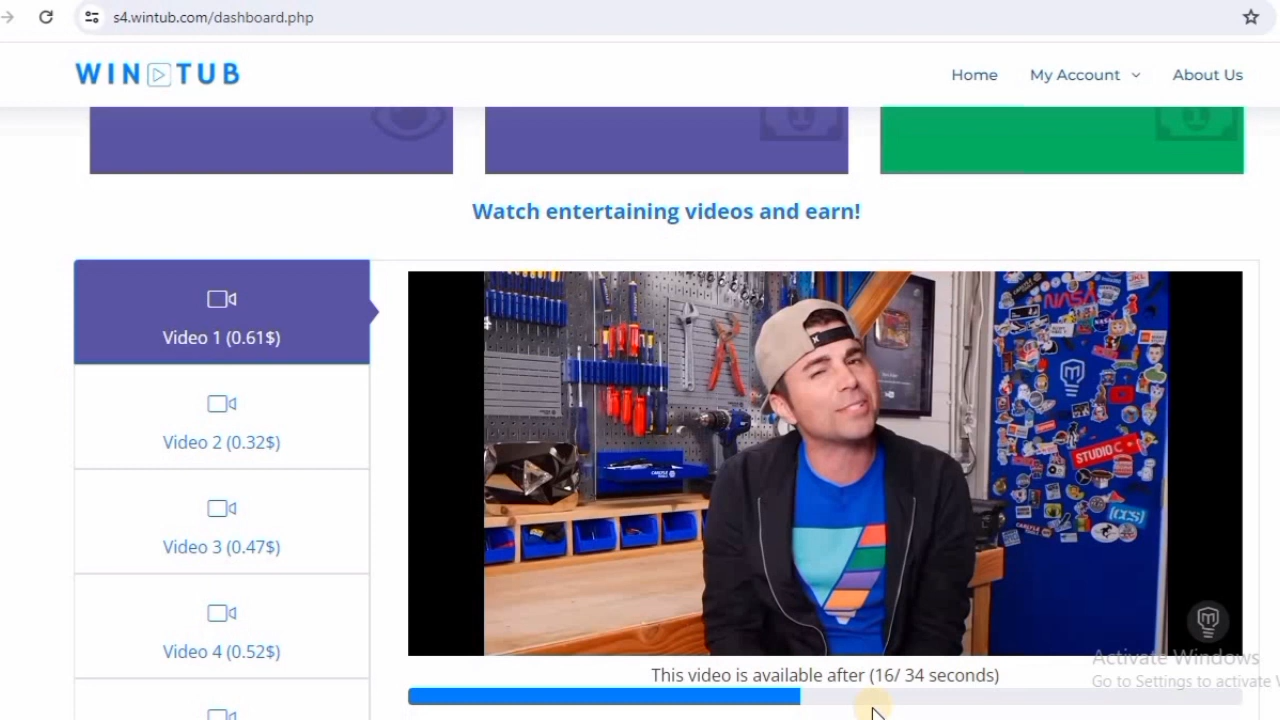 s4.wintub.com/dashboard.php
WIN TUB
Home
My Account
About Us
Watch entertaining videos and earn!
Video 1 (0.61$)
Video 2 (0.32$)
Video 3 (0.47$)
Video 4 (0.52$)
NASA
JKL
STUDIO C
CCS
This video is available after (16/ 34 seconds)
Activate Windows
Go to Settings to activate